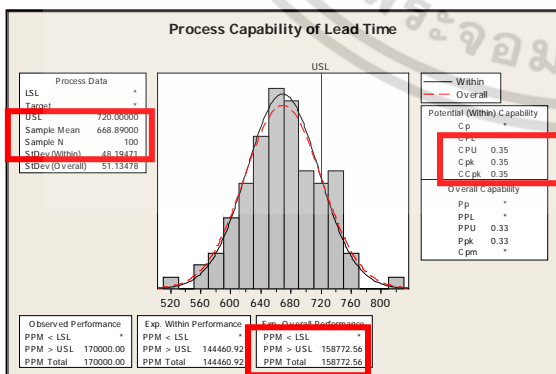 Process Capability of Lead Time
USL
Process Data
LSL *
Target *
USL 720.00000
Sample Mean 668.89000
Sample N 100
StDev(Within) 48.19471
StDev(Overall) 51.13478
Within
Overall
Potential (Within) Capability
Cp *
CPL *
CPU 0.35
Cpk 0.35
CCpk 0.35
Overall Capability
Pp *
PPL *
PPU 0.33
Ppk 0.33
Cpm *
520 560 600 640 680 720 760 800
Observed Performance
PPM < LSL *
PPM > USL 170000.00
PPM Total 170000.00
Exp. Within Performance
PPM < LSL *
PPM > USL 144460.92
PPM Total 144460.92
Exp. Overall Performance
PPM < LSL *
PPM > USL 158772.56
PPM Total 158772.56